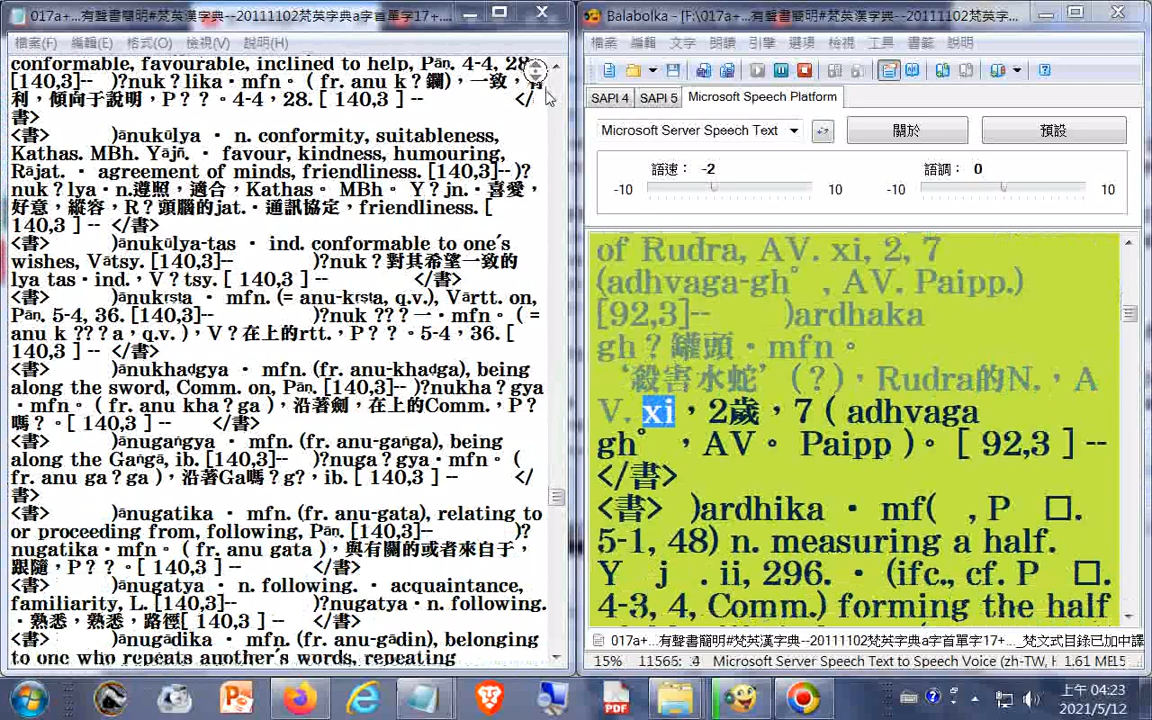 017a+...有聲書簡明#梵英漢字典--20111102梵英字典a字首單字17+...
檔案(F) 編輯(E) 格式(O) 檢視(V) 說明(H)
conformable, favourable, inclined to help, Pāṇ. 4-4, 28
[140,3]-- )?nuk?lika‧mfn.（ fr. anu k？鑭），一致，有
利，傾向于說明，P？？。4-4，28. [ 140,3 ] -- </
書>
<書> )ānukūlya ‧ n. conformity, suitableness,
Kathas. MBh. Yājñ. ‧ favour, kindness, humouring,
Rājat. ‧ agreement of minds, friendliness. [140,3]--)?
nuk？lya‧n.遵照，適合，Kathas。 MBh。 Y？jn.‧喜愛，
好意，縱容，R？頭腦的jat.‧通訊協定，friendliness. [
140,3 ] -- </書>
<書> )ānukūlya-tas ‧ ind. conformable to one's
wishes, Vātsy. [140,3]-- )?nuk？對其希望一致的
lya tas‧ind.，V？tsy. [ 140,3 ] </書>
<書> )ānukṛṣṭa ‧ mfn. (= anu-kṛṣṭa, q.v.), Vārtt. on,
Pāṇ. 5-4, 36. [140,3]-- )?nuk ???一‧mfn。（ =
anu k ???a，q.v.），V？在上的rtt.，P？？。5-4，36. [
140,3 ] -- </書>
<書> )ānukhaḍgya ‧ mfn. (fr. anu-khaḍga), being
along the sword, Comm. on, Pāṇ. [140,3]-- )?nukha？gya
‧mfn。（ fr. anu kha？ga ），沿著劍，在上的Comm.，P？
嗎？。[ 140,3 ] -- </書>
<書> )ānugaṅgya ‧ mfn. (fr. anu-gaṅga), being
along the Gaṅgā, ib. [140,3]-- )?nuga？gya‧mfn。（
fr. anu ga？ga ），沿著Ga嗎？g?，ib. [ 140,3 ] </
書>
<書> )ānugatika ‧ mfn. (fr. anu-gata), relating to
or proceeding from, following, Pāṇ. [140,3]-- )?
nugatika‧mfn。（ fr. anu gata ），與有關的或者來自于，
跟隨，P？？。[ 140,3 ] -- </書>
<書> )ānugatya ‧ n. following. ‧ acquaintance,
familiarity, L. [140,3]-- )?nugatya‧n. following.
‧熟悉，熟悉，路徑[ 140,3 ] -- </書>
<書> )ānugādika ‧ mfn. (fr. anu-gādin), belonging
to one who repeats another's words, repeating
Balabolka - [F:\017a+...有聲書簡明#梵英漢字典--20111102梵英字...
檔案 編輯 文字 朗讀 引擎 選項 檢視 工具 書籤 說明
SAPI 4 SAPI 5 Microsoft Speech Platform
Microsoft Server Speech Text 關於 預設
語速： -2 語調： 0
-10 10 -10 10
of Rudra, AV. xi, 2, 7
(adhvaga-gh° , AV. Paipp.)
[92,3]-- )ardhaka
gh？罐頭‧mfn。
‘殺害水蛇’（？），Rudra的N.，A
V. xi，2歲，7（ adhvaga
gh° ，AV。 Paipp ）。[ 92,3 ] --
</書>
<書> )ardhika ‧ mf( , P □.
5-1, 48) n. measuring a half.
Y j . ii, 296. ‧ (ifc., cf. P □.
4-3, 4, Comm.) forming the half
017a+...有聲書簡明#梵英漢字典--20111102梵英字典a字首單字17+..._梵文式目錄已加中譯
15% 11565: 4 Microsoft Server Speech Text to Speech Voice (zh-TW, H 1.61 МЕБ
上午 04:23
2021/5/12